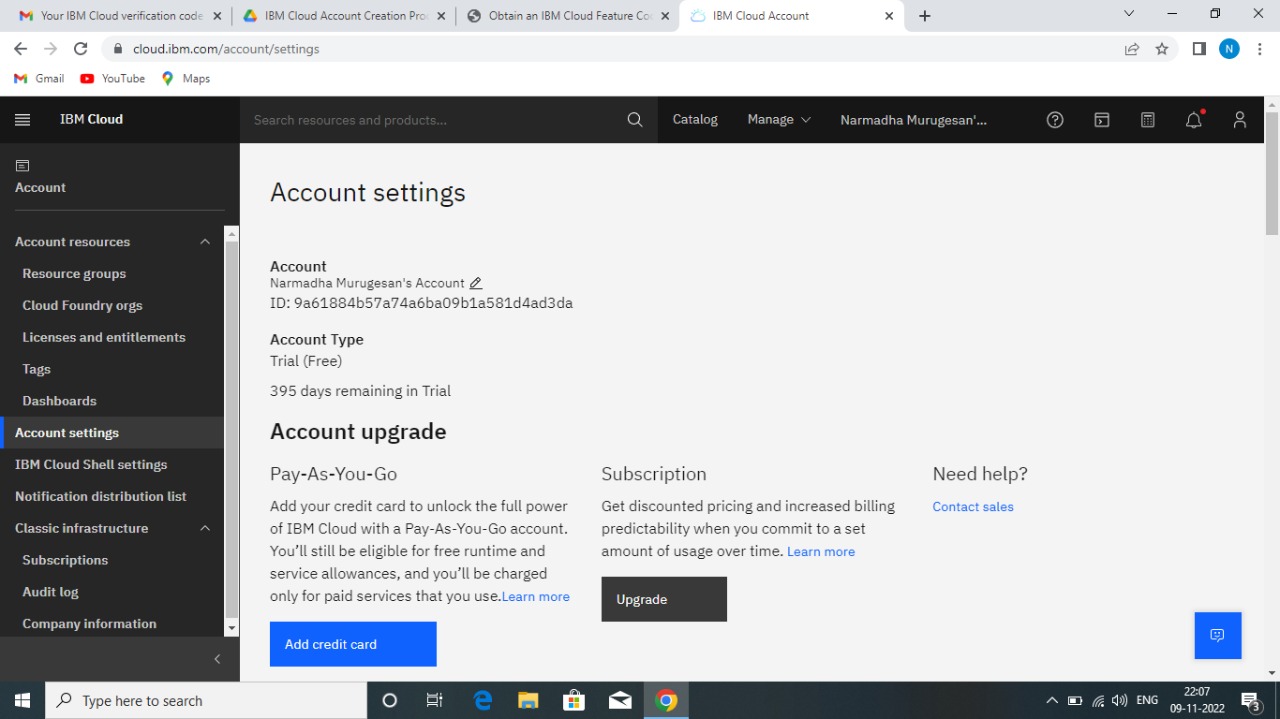 Your IBM Cloud verification code
IBM Cloud Account Creation Pro
Obtain an IBM Cloud Feature Co
IBM Cloud Account
cloud.ibm.com/account/settings
N
Gmail
YouTube
Maps
IBM Cloud
Search resources and products...
Catalog
Manage
Narmadha Murugesan'...
Account
Account resources
Resource groups
Cloud Foundry orgs
Licenses and entitlements
Tags
Dashboards
Account settings
IBM Cloud Shell settings
Notification distribution list
Classic infrastructure
Subscriptions
Audit log
Company information
Account settings
Account
Narmadha Murugesan's Account
ID: 9a61884b57a74a6ba09b1a581d4ad3da
Account Type
Trial (Free)
395 days remaining in Trial
Account upgrade
Pay-As-You-Go
Add your credit card to unlock the full power
of IBM Cloud with a Pay-As-You-Go account.
You’ll still be eligible for free runtime and
service allowances, and you’ll be charged
only for paid services that you use.Learn more
Add credit card
Subscription
Get discounted pricing and increased billing
predictability when you commit to a set
amount of usage over time. Learn more
Upgrade
Need help?
Contact sales
Type here to search
ENG
22:07
09-11-2022
3